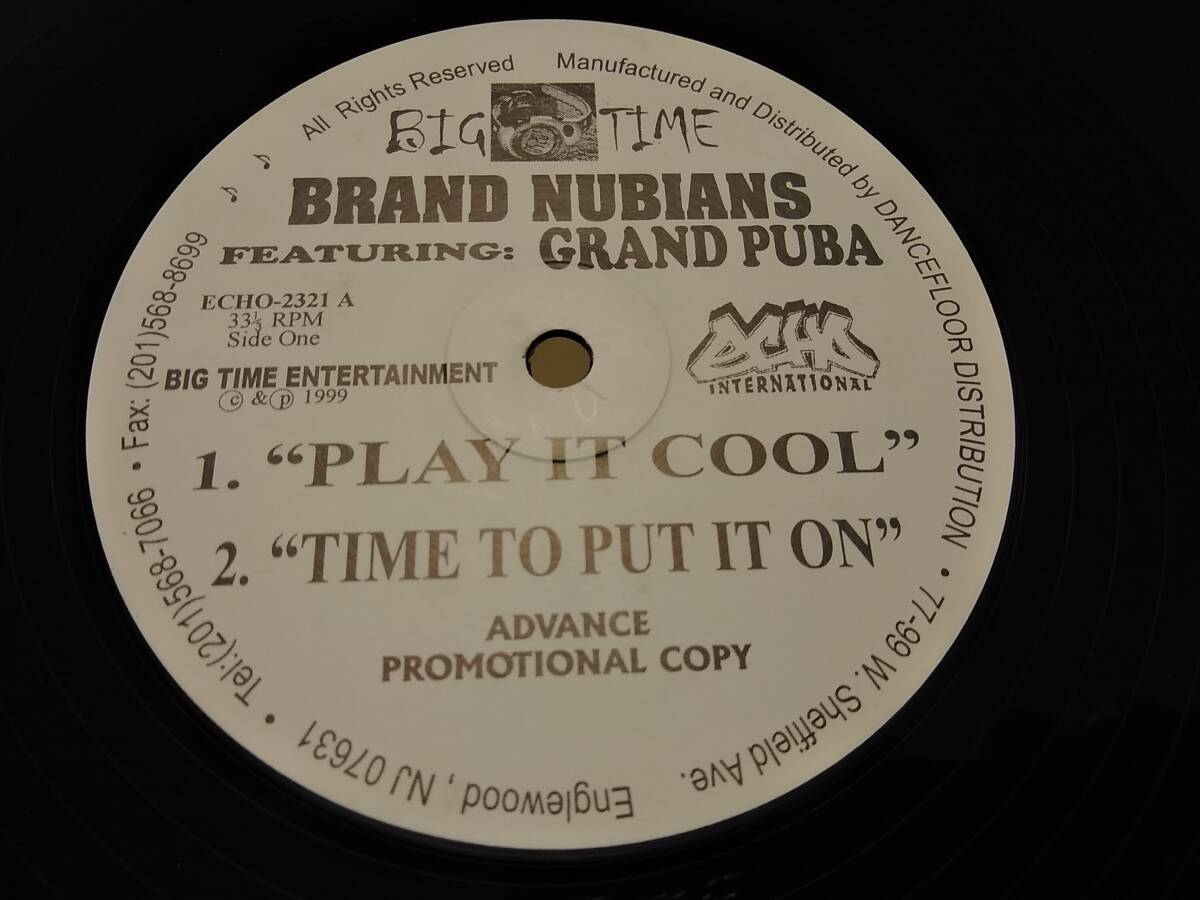 All Rights Reserved Manufactured and Distributed by DANCEFLOOR DISTRIBUTION • 77-99 W. Sheffield Ave. Englewood, NJ 07631 • Tel:(201)568-7066 • Fax: (201)568-8699
BIG TIME
BRAND NUBIANS
FEATURING: GRAND PUBA
ECHO-2321 A
33⅓ RPM
Side One
ECHO
INTERNATIONAL
BIG TIME ENTERTAINMENT
© & ℗ 1999
1. “PLAY IT COOL”
2. “TIME TO PUT IT ON”
ADVANCE
PROMOTIONAL COPY